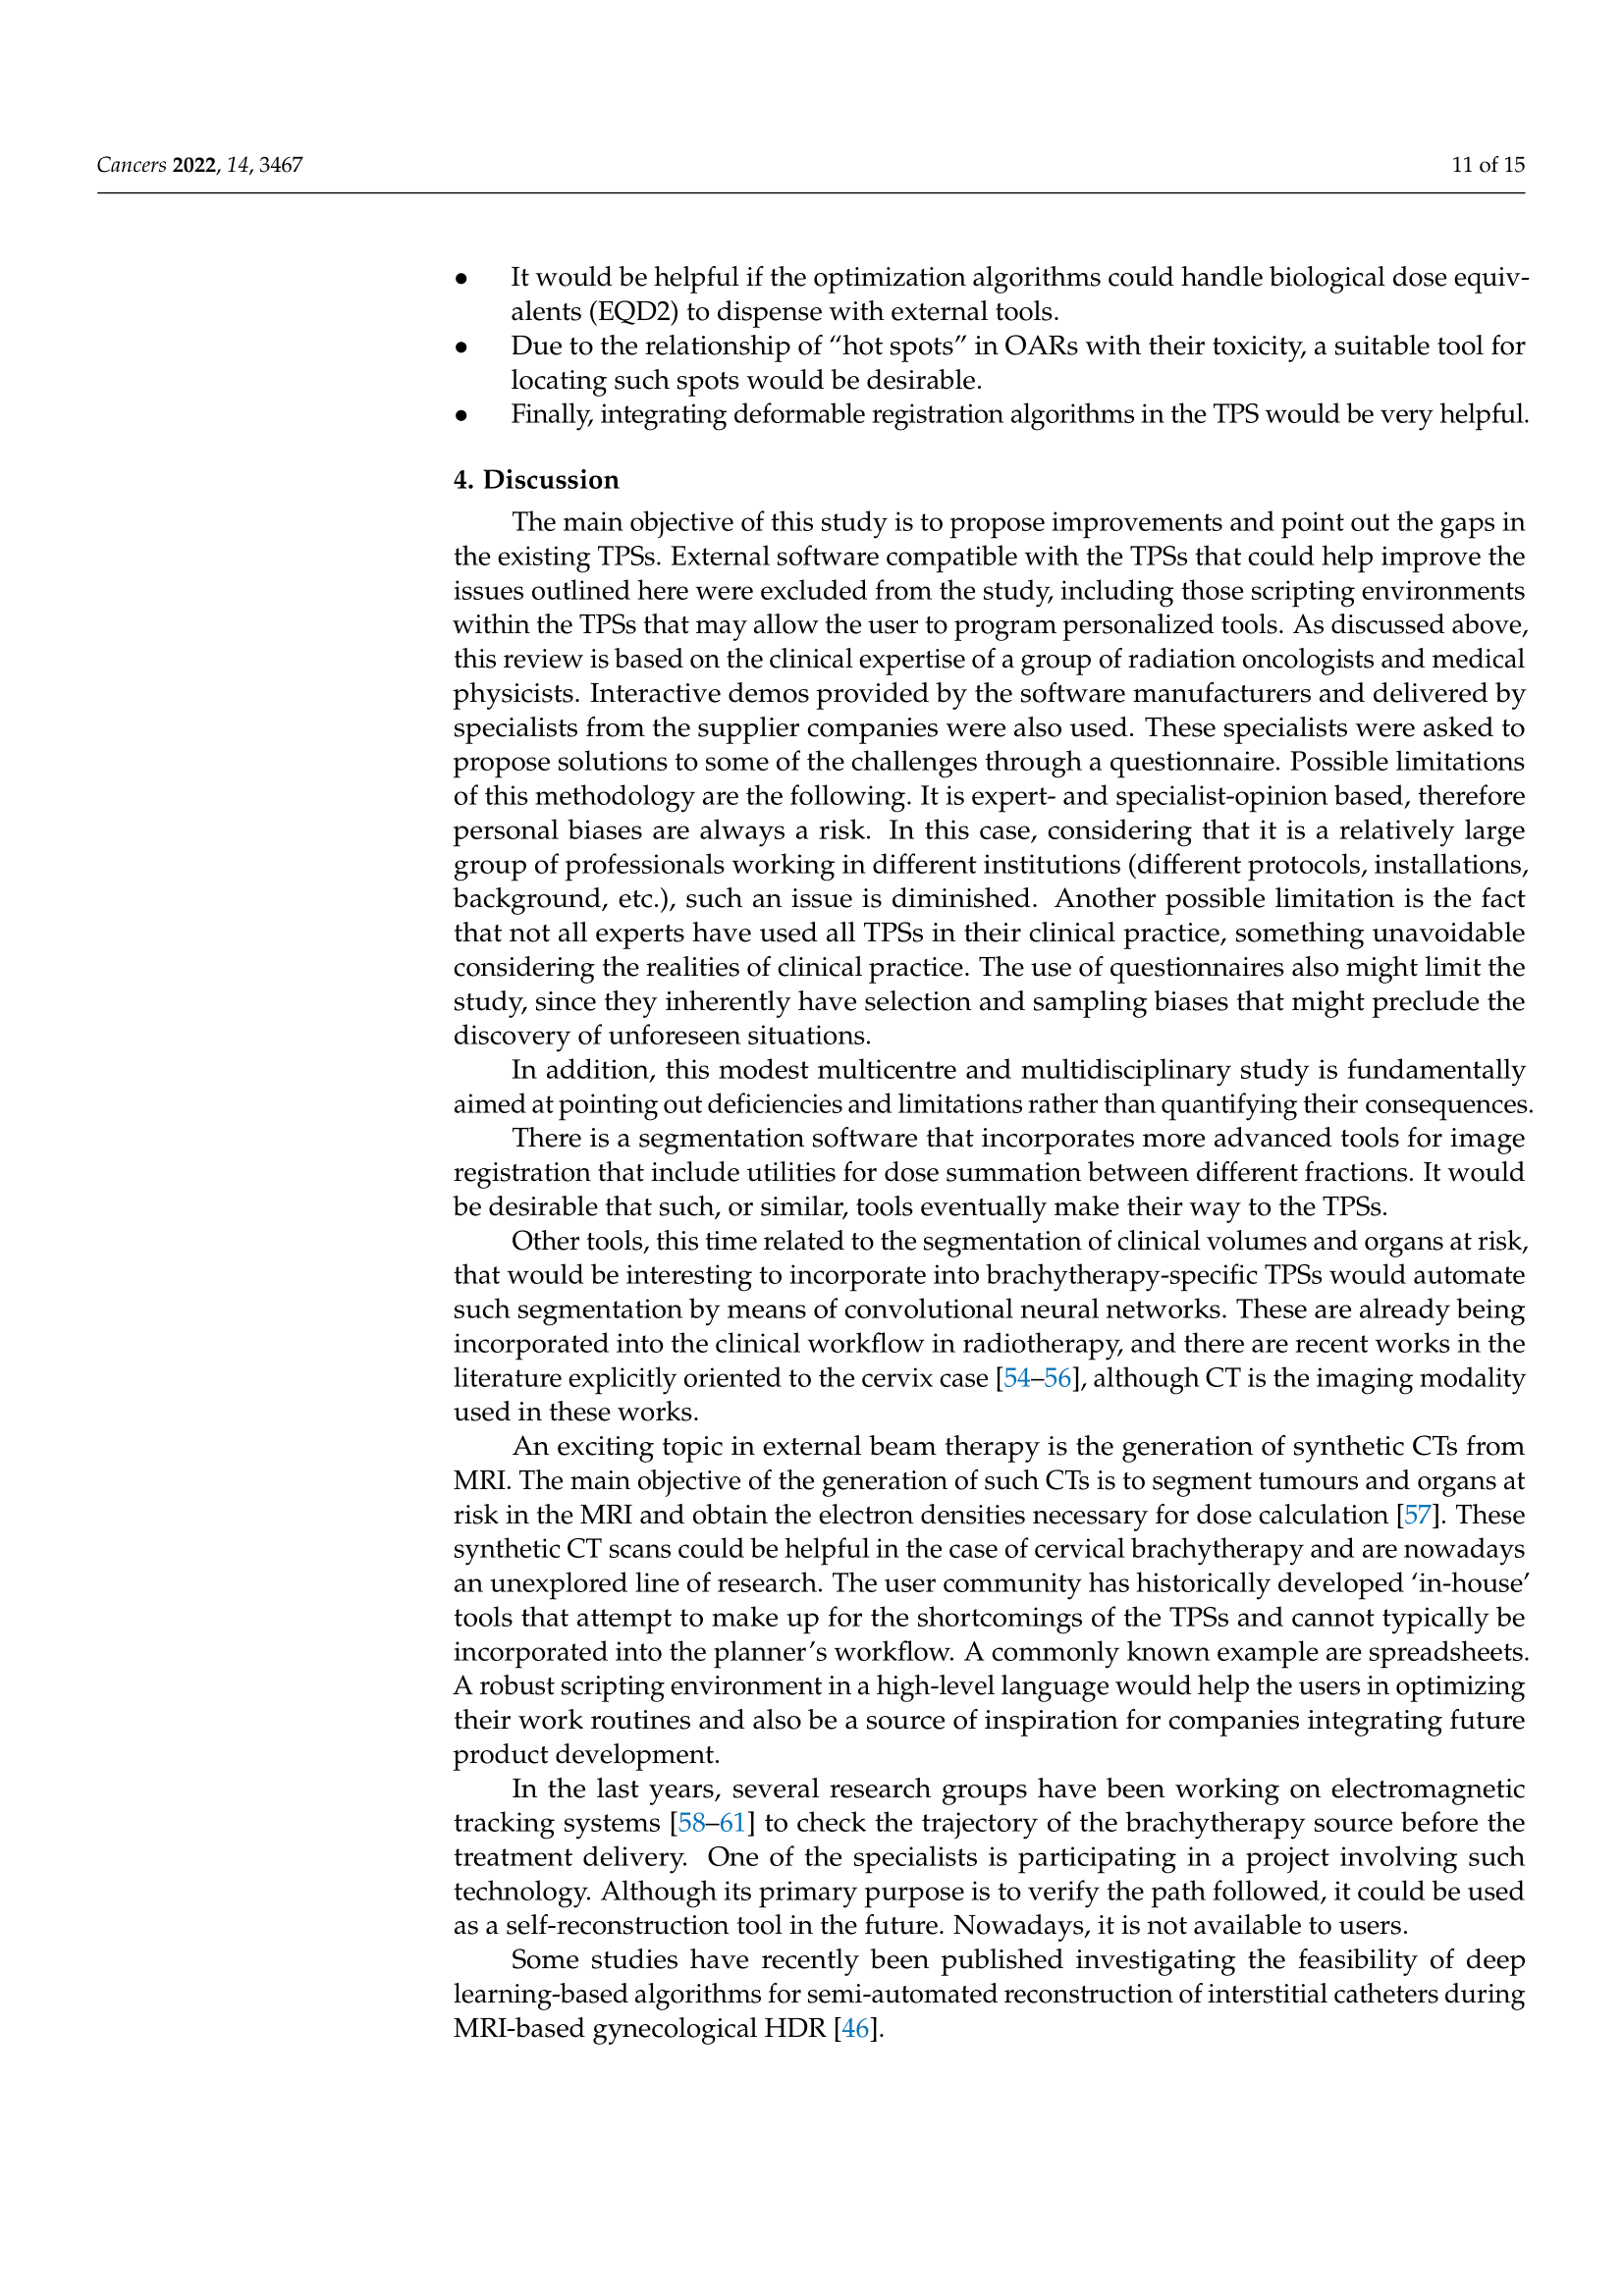 Cancers 2022, 14, 3467
11 of 15
● It would be helpful if the optimization algorithms could handle biological dose equiv-
alents (EQD2) to dispense with external tools.
● Due to the relationship of “hot spots” in OARs with their toxicity, a suitable tool for
locating such spots would be desirable.
● Finally, integrating deformable registration algorithms in the TPS would be very helpful.
4. Discussion
The main objective of this study is to propose improvements and point out the gaps in
the existing TPSs. External software compatible with the TPSs that could help improve the
issues outlined here were excluded from the study, including those scripting environments
within the TPSs that may allow the user to program personalized tools. As discussed above,
this review is based on the clinical expertise of a group of radiation oncologists and medical
physicists. Interactive demos provided by the software manufacturers and delivered by
specialists from the supplier companies were also used. These specialists were asked to
propose solutions to some of the challenges through a questionnaire. Possible limitations
of this methodology are the following. It is expert- and specialist-opinion based, therefore
personal biases are always a risk. In this case, considering that it is a relatively large
group of professionals working in different institutions (different protocols, installations,
background, etc.), such an issue is diminished. Another possible limitation is the fact
that not all experts have used all TPSs in their clinical practice, something unavoidable
considering the realities of clinical practice. The use of questionnaires also might limit the
study, since they inherently have selection and sampling biases that might preclude the
discovery of unforeseen situations.
In addition, this modest multicentre and multidisciplinary study is fundamentally
aimed at pointing out deficiencies and limitations rather than quantifying their consequences.
There is a segmentation software that incorporates more advanced tools for image
registration that include utilities for dose summation between different fractions. It would
be desirable that such, or similar, tools eventually make their way to the TPSs.
Other tools, this time related to the segmentation of clinical volumes and organs at risk,
that would be interesting to incorporate into brachytherapy-specific TPSs would automate
such segmentation by means of convolutional neural networks. These are already being
incorporated into the clinical workflow in radiotherapy, and there are recent works in the
literature explicitly oriented to the cervix case [54–56], although CT is the imaging modality
used in these works.
An exciting topic in external beam therapy is the generation of synthetic CTs from
MRI. The main objective of the generation of such CTs is to segment tumours and organs at
risk in the MRI and obtain the electron densities necessary for dose calculation [57]. These
synthetic CT scans could be helpful in the case of cervical brachytherapy and are nowadays
an unexplored line of research. The user community has historically developed ‘in-house’
tools that attempt to make up for the shortcomings of the TPSs and cannot typically be
incorporated into the planner’s workflow. A commonly known example are spreadsheets.
A robust scripting environment in a high-level language would help the users in optimizing
their work routines and also be a source of inspiration for companies integrating future
product development.
In the last years, several research groups have been working on electromagnetic
tracking systems [58–61] to check the trajectory of the brachytherapy source before the
treatment delivery. One of the specialists is participating in a project involving such
technology. Although its primary purpose is to verify the path followed, it could be used
as a self-reconstruction tool in the future. Nowadays, it is not available to users.
Some studies have recently been published investigating the feasibility of deep
learning-based algorithms for semi-automated reconstruction of interstitial catheters during
MRI-based gynecological HDR [46].